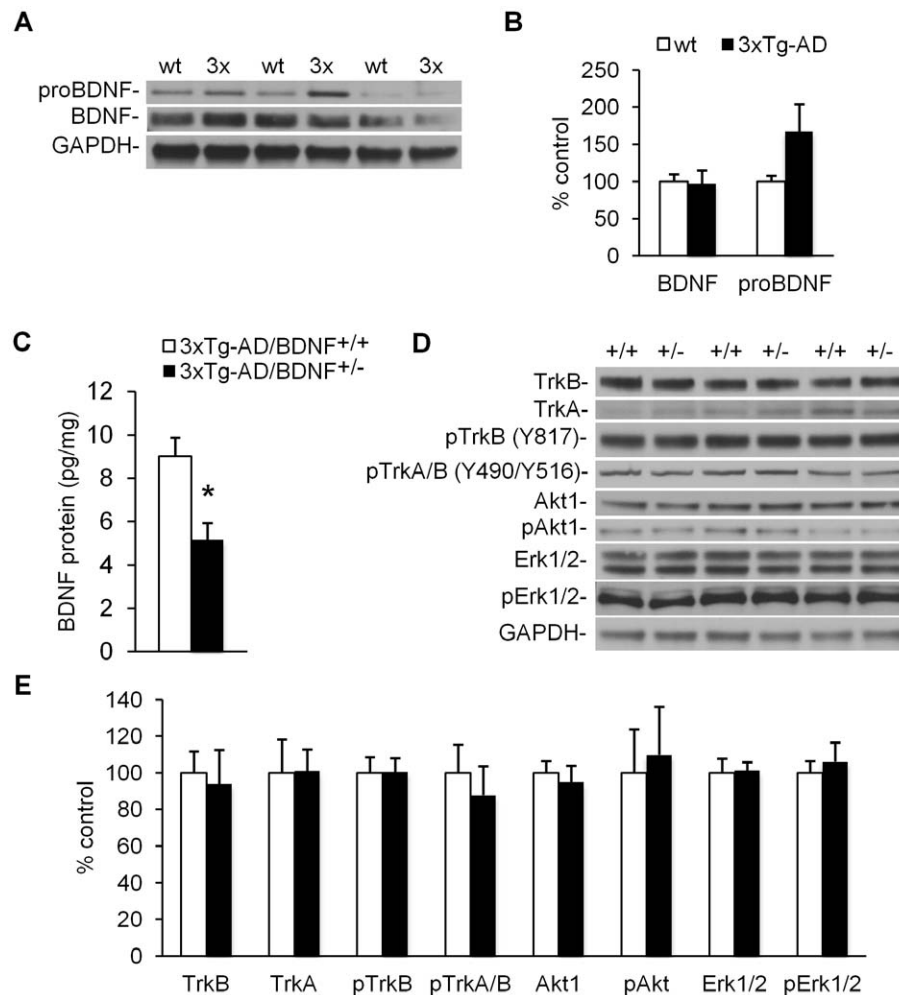 A
wt 3x wt 3x wt 3x
proBDNF-
BDNF-
GAPDH-
B
wt 3xTg-AD
% control
250
200
150
100
50
0
BDNF proBDNF
C
3xTg-AD/BDNF+/+
3xTg-AD/BDNF+/-
BDNF protein (pg/mg)
12
10
8
6
4
2
0
*
D
+/+ +/- +/+ +/- +/+ +/-
TrkB-
TrkA-
pTrkB (Y817)-
pTrkA/B (Y490/Y516)-
Akt1-
pAkt1-
Erk1/2-
pErk1/2-
GAPDH-
E
% control
140
120
100
80
60
40
20
0
TrkB TrkA pTrkB pTrkA/B Akt1 pAkt Erk1/2 pErk1/2